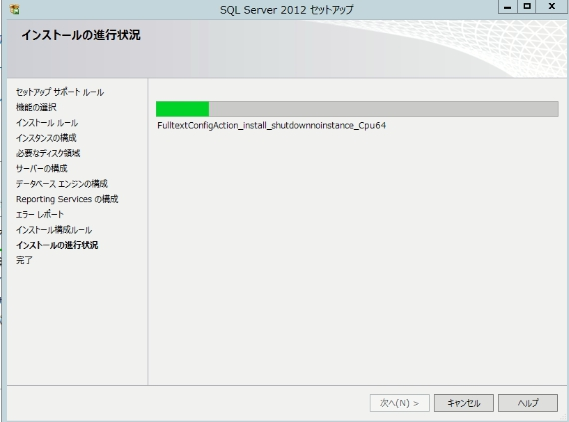 SQL Server 2012 セットアップ
インストールの進行状況
セットアップ サポート ルール
機能の選択
インストール ルール
インスタンスの構成
必要なディスク領域
サーバーの構成
データベース エンジンの構成
Reporting Services の構成
エラー レポート
インストール構成ルール
インストールの進行状況
完了
FulltextConfigAction_install_shutdownnoinstance_Cpu64
次へ(N) >
キャンセル
ヘルプ